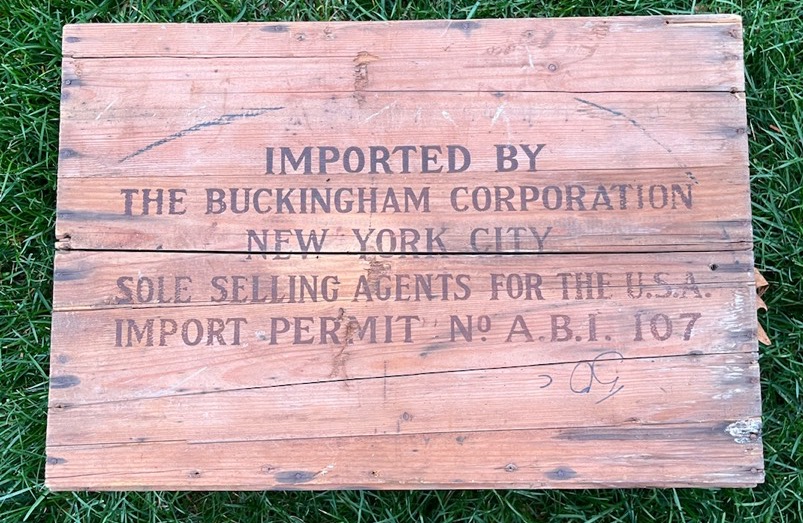 IMPORTED BY
THE BUCKINGHAM CORPORATION
NEW YORK CITY
SOLE SELLING AGENTS FOR THE U.S.A.
IMPORT PERMIT Nº A.B.I. 107